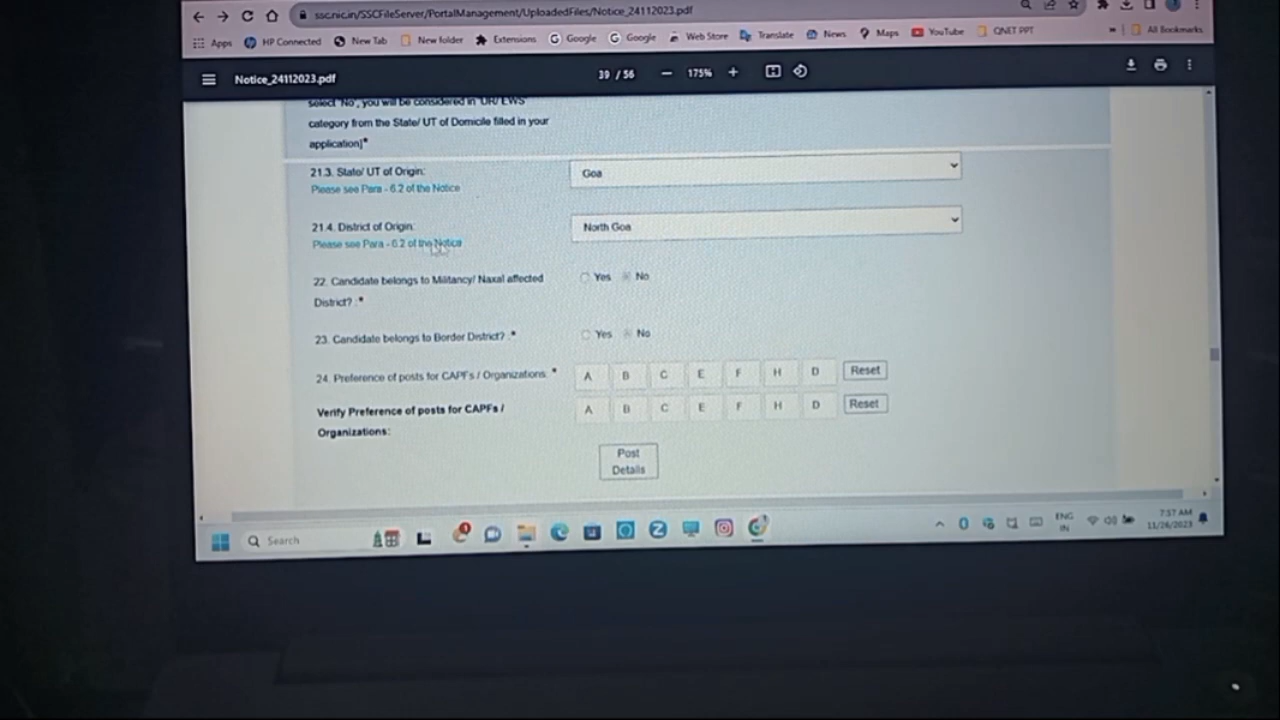 ssc.nic.in/SSCFileServer/PortalManagement/UploadedFiles/Notice_24112023.pdf
Apps HP Connected New Tab New folder Extensions Google Google Web Store Translate News Maps YouTube QNET PPT » All Bookmarks
Notice_24112023.pdf 39 / 56 — 175% +
select 'No', you will be considered in 'UR/ EWS'
category from the State/ UT of Domicile filled in your
application]*
21.3. State/ UT of Origin: Goa
Please see Para - 6.2 of the Notice
21.4. District of Origin: North Goa
Please see Para - 6.2 of the Notice
22. Candidate belongs to Militancy/ Naxal affected Yes No
District? :*
23. Candidate belongs to Border District? :* Yes No
24. Preference of posts for CAPFs / Organizations: * A B C E F H D Reset
Verify Preference of posts for CAPFs / A B C E F H D Reset
Organizations:
Post
Details
Search
ENG
IN
7:57 AM
11/26/2023